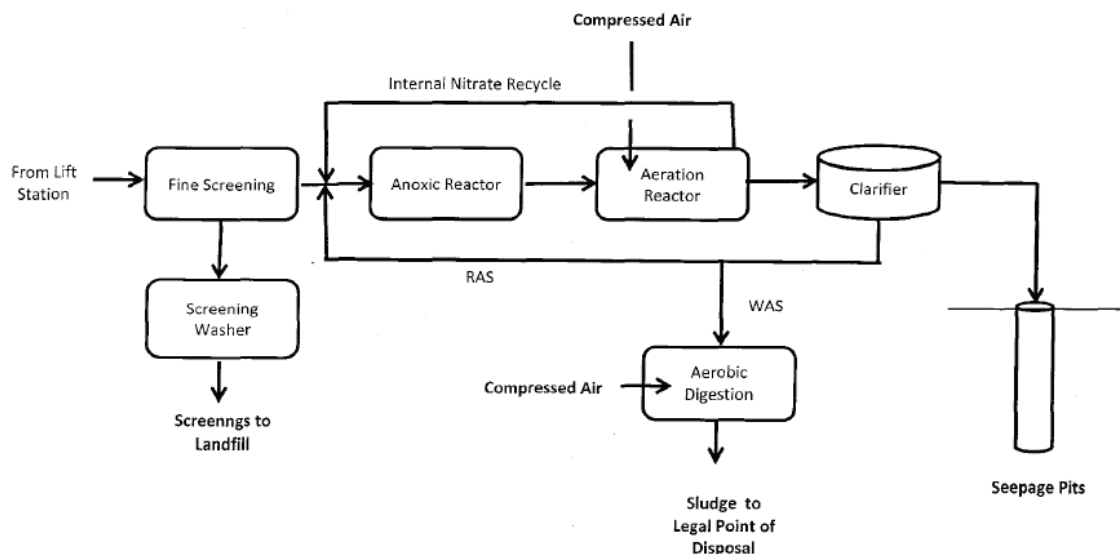 Compressed Air
Internal Nitrate Recycle
From Lift
Station
Fine Screening
Anoxic Reactor
Aeration
Reactor
Clarifier
RAS
Screening
Washer
WAS
Compressed Air
Aerobic
Digestion
Screenngs to
Landfill
Seepage Pits
Sludge to
Legal Point of
Disposal